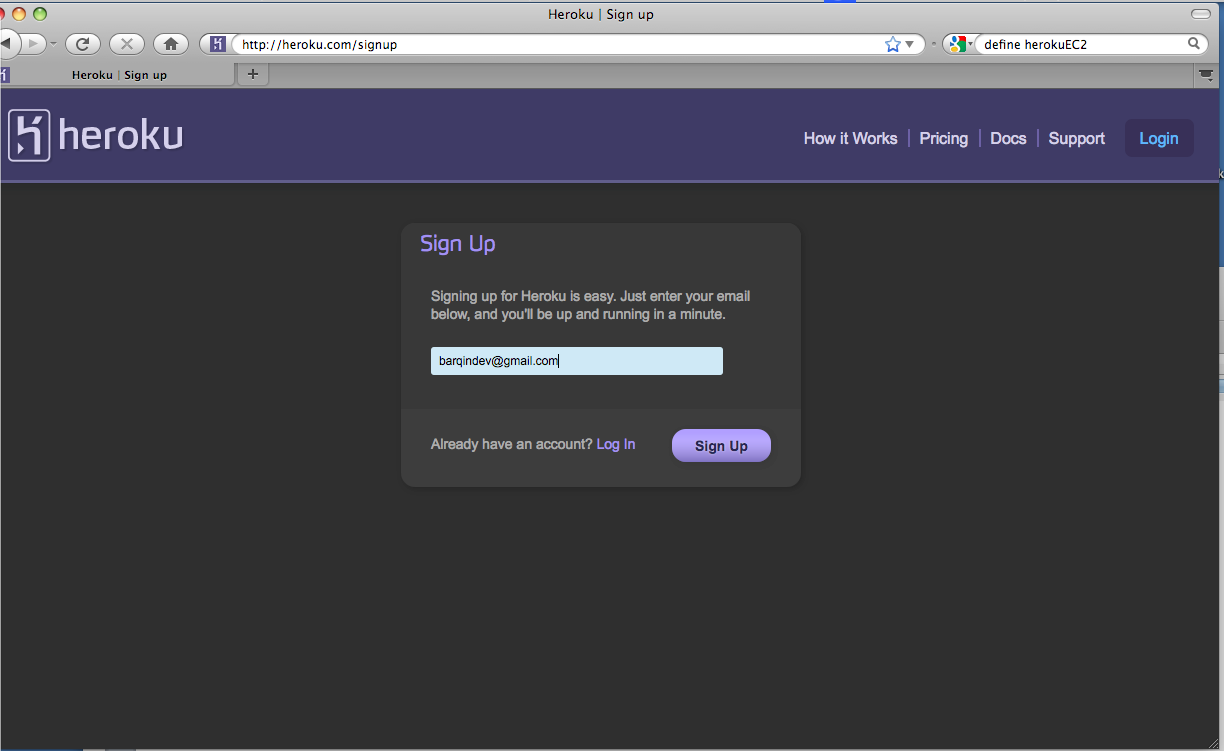 Heroku | Sign up
http://heroku.com/signup
define herokuEC2
Heroku | Sign up
heroku
How it Works | Pricing | Docs | Support
Login
Sign Up
Signing up for Heroku is easy. Just enter your email
below, and you'll be up and running in a minute.
barqindev@gmail.com
Already have an account? Log In
Sign Up